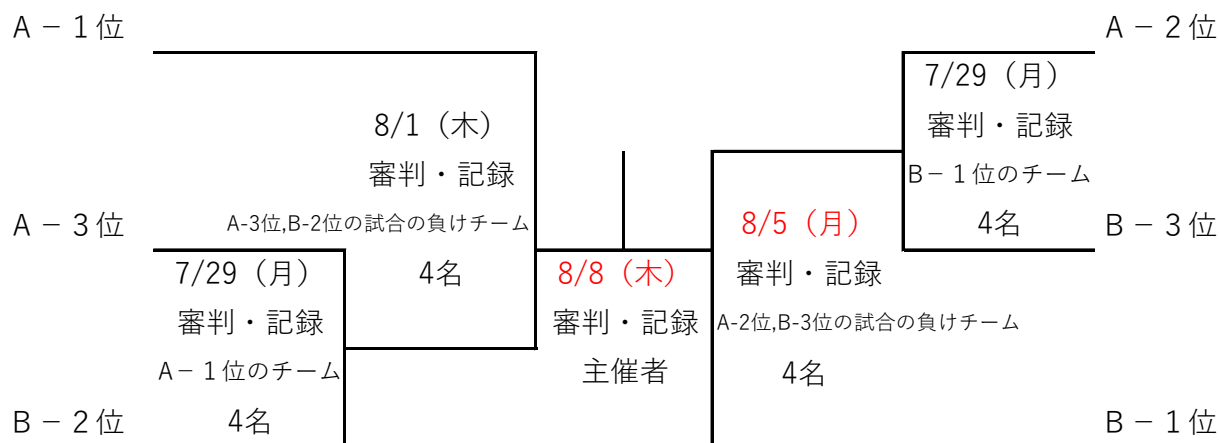 A－1位
A－2位
7/29（月）
審判・記録
B－1位のチーム
4名
8/1（木）
審判・記録
A-3位,B-2位の試合の負けチーム
4名
A－3位
B－3位
7/29（月）
審判・記録
A－1位のチーム
4名
8/8（木）
審判・記録
主催者
8/5（月）
審判・記録
A-2位,B-3位の試合の負けチーム
4名
B－2位
B－1位